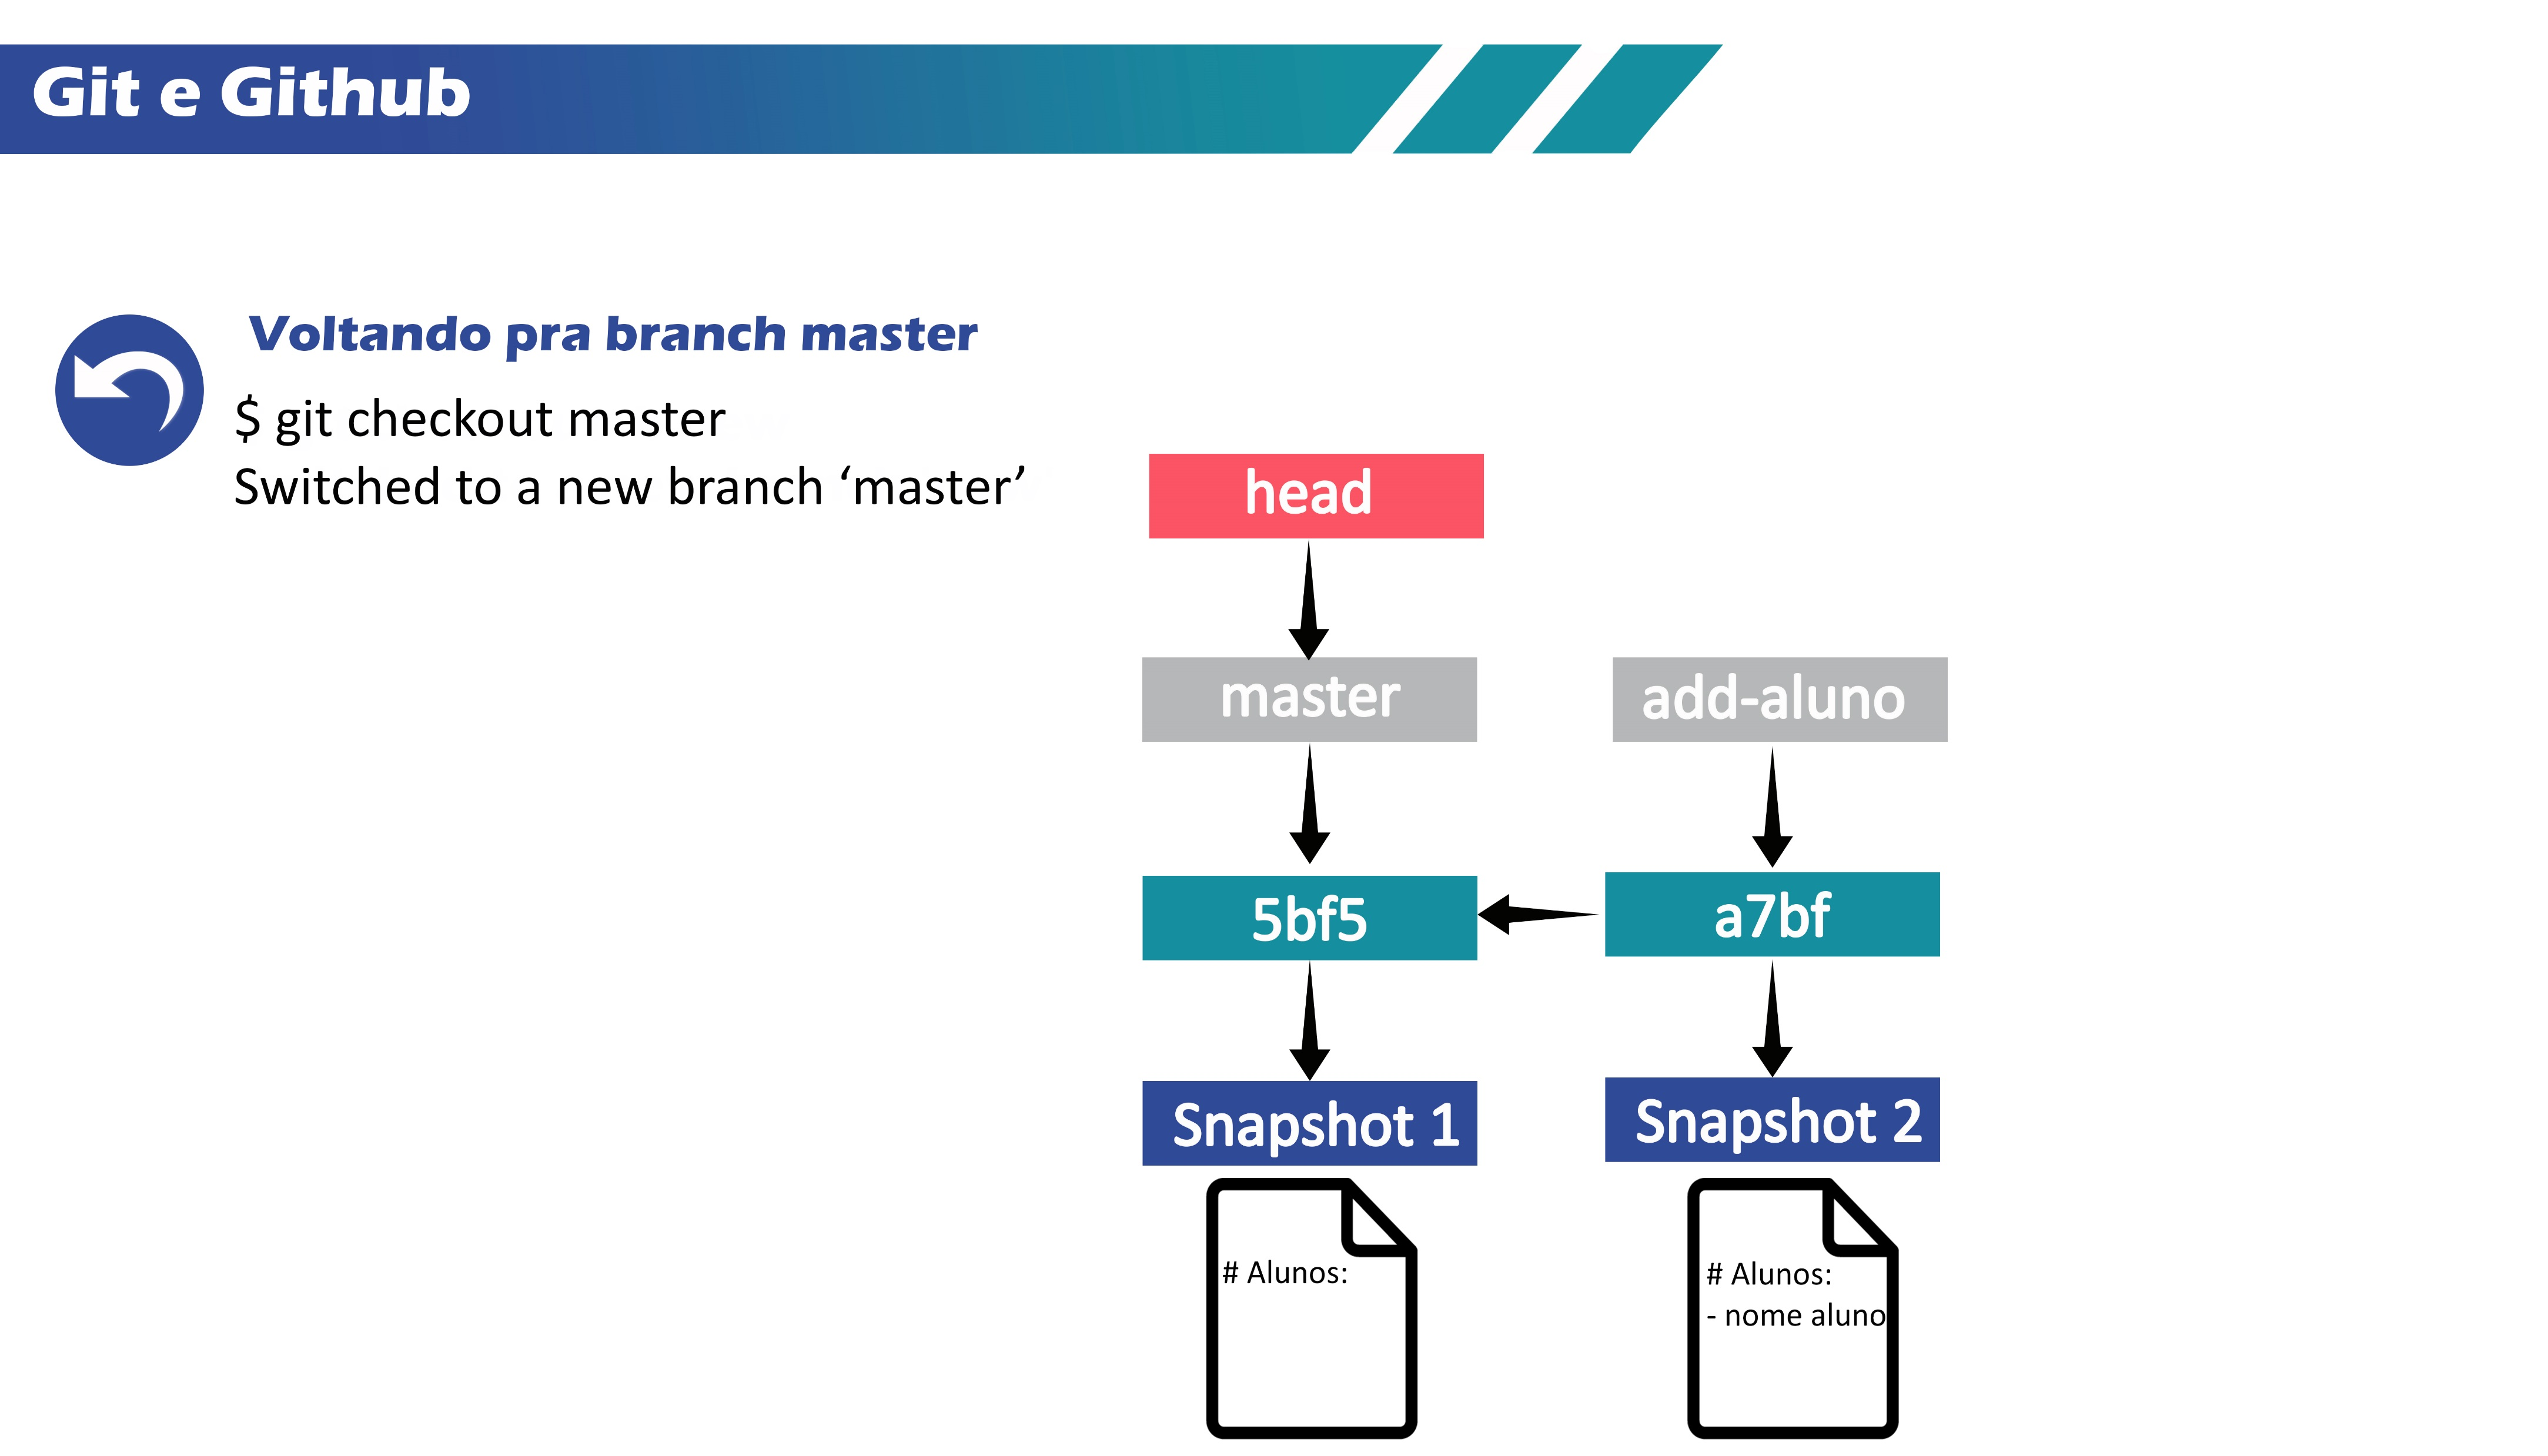 Git e Github
Voltando pra branch master
$ git checkout master
Switched to a new branch ‘master’
head
master
add-aluno
5bf5
a7bf
Snapshot 1
Snapshot 2
# Alunos:
# Alunos:
- nome aluno